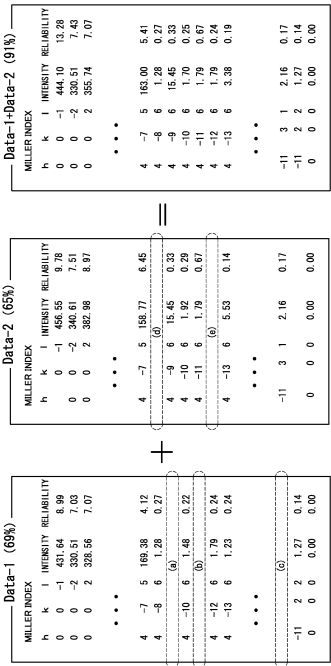 Data-1 (69%)
MILLER INDEX
h k l INTENSITY RELIABILITY
0 0 -1 431.64 8.99
0 0 -2 330.51 7.03
0 0 2 328.56 7.07
• • •
4 -7 5 169.38 4.12
4 -8 6 1.28 0.27
(a)
4 -10 6 1.48 0.22
(b)
4 -12 6 1.79 0.24
4 -13 6 1.23 0.24
• • •
(c)
-11 2 2 1.27 0.14
0 0 0 0.00 0.00
+
Data-2 (65%)
MILLER INDEX
h k l INTENSITY RELIABILITY
0 0 -1 456.55 9.78
0 0 -2 340.61 7.51
0 0 2 382.98 8.97
• • •
4 -7 5 158.77 6.45
(d)
4 -9 6 15.45 0.33
4 -10 6 1.92 0.29
4 -11 6 1.79 0.67
(e)
4 -13 6 5.53 0.14
• • •
-11 3 1 2.16 0.17
0 0 0 0.00 0.00
=
Data-1+Data-2 (91%)
MILLER INDEX
h k l INTENSITY RELIABILITY
0 0 -1 444.10 13.28
0 0 -2 330.51 7.43
0 0 2 355.74 7.07
• • •
4 -7 5 163.00 5.41
4 -8 6 1.28 0.27
4 -9 6 15.45 0.33
4 -10 6 1.70 0.25
4 -11 6 1.79 0.67
4 -12 6 1.79 0.24
4 -13 6 3.38 0.19
• • •
-11 3 1 2.16 0.17
-11 2 2 1.27 0.14
0 0 0 0.00 0.00